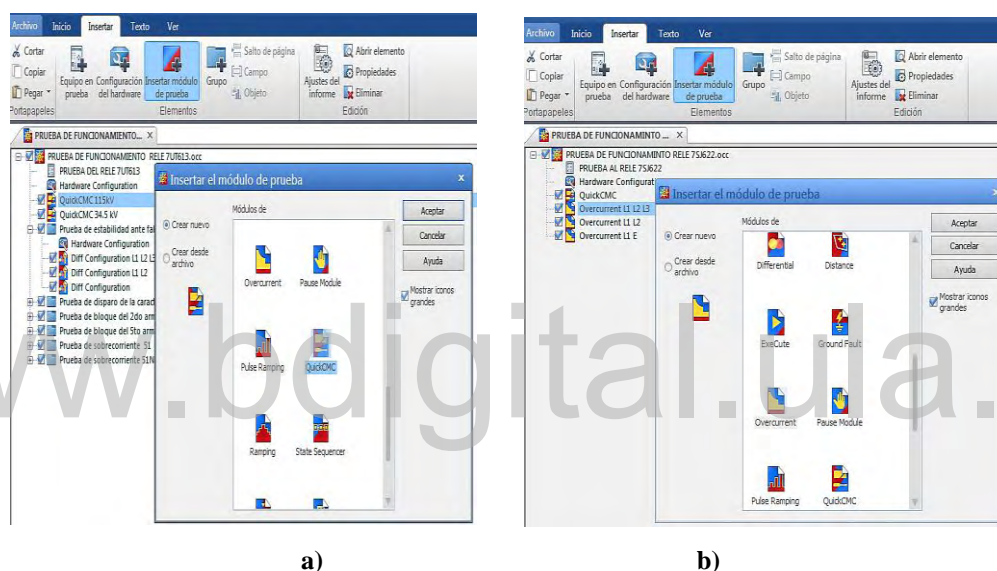 Archivo Inicio Insertar Texto Ver
Cortar
Copiar
Pegar
Portapapeles
Equipo en prueba
Configuración del hardware
Insertar módulo de prueba
Grupo
Salto de página
Campo
Objeto
Elementos
Ajustes del informe
Abrir elemento
Propiedades
Eliminar
Edición
PRUEBA DE FUNCIONAMIENTO... X
PRUEBA DE FUNCIONAMIENTO RELE 7UT613.occ
PRUEBA DEL RELE 7UT613
Hardware Configuration
QuickCMC 115kV
QuickCMC 34.5 kV
Prueba de estabilidad ante fa
Hardware Configuration
Diff Configuration L1 L2 L3
Diff Configuration L1 L2
Diff Configuration
Prueba de disparo de la carac
Prueba de bloque del 2do arm
Prueba de bloque del 5to arm
Prueba de sobrecorriente 51
Prueba de sobrecorriente 51N
Insertar el módulo de prueba x
Crear nuevo
Crear desde archivo
Módulos de
Overcurrent Pause Module
Pulse Ramping QuickCMC
Ramping State Sequencer
Aceptar
Cancelar
Ayuda
Mostrar iconos grandes
a)
Archivo Inicio Insertar Texto Ver
Cortar
Copiar
Pegar
Portapapeles
Equipo en prueba
Configuración del hardware
Insertar módulo de prueba
Grupo
Salto de página
Campo
Objeto
Elementos
Ajustes del informe
Abrir elemento
Propiedades
Eliminar
Edición
PRUEBA DE FUNCIONAMIENTO ... X
PRUEBA DE FUNCIONAMINTO RELE 7SJ622.occ
PRUEBA AL RELE 7SJ622
Hardware Configurat
QuickCMC
Overcurrent L1 L2 L3
Overcurrent L1 L2
Overcurrent L1 E
Insertar el módulo de prueba
Crear nuevo
Crear desde archivo
Módulos de
Differential Distance
ExeCute Ground Fault
Overcurrent Pause Module
Pulse Ramping QuickCMC
Aceptar
Cancelar
Ayuda
Mostrar iconos grandes
b)
w.bdigital.ula.